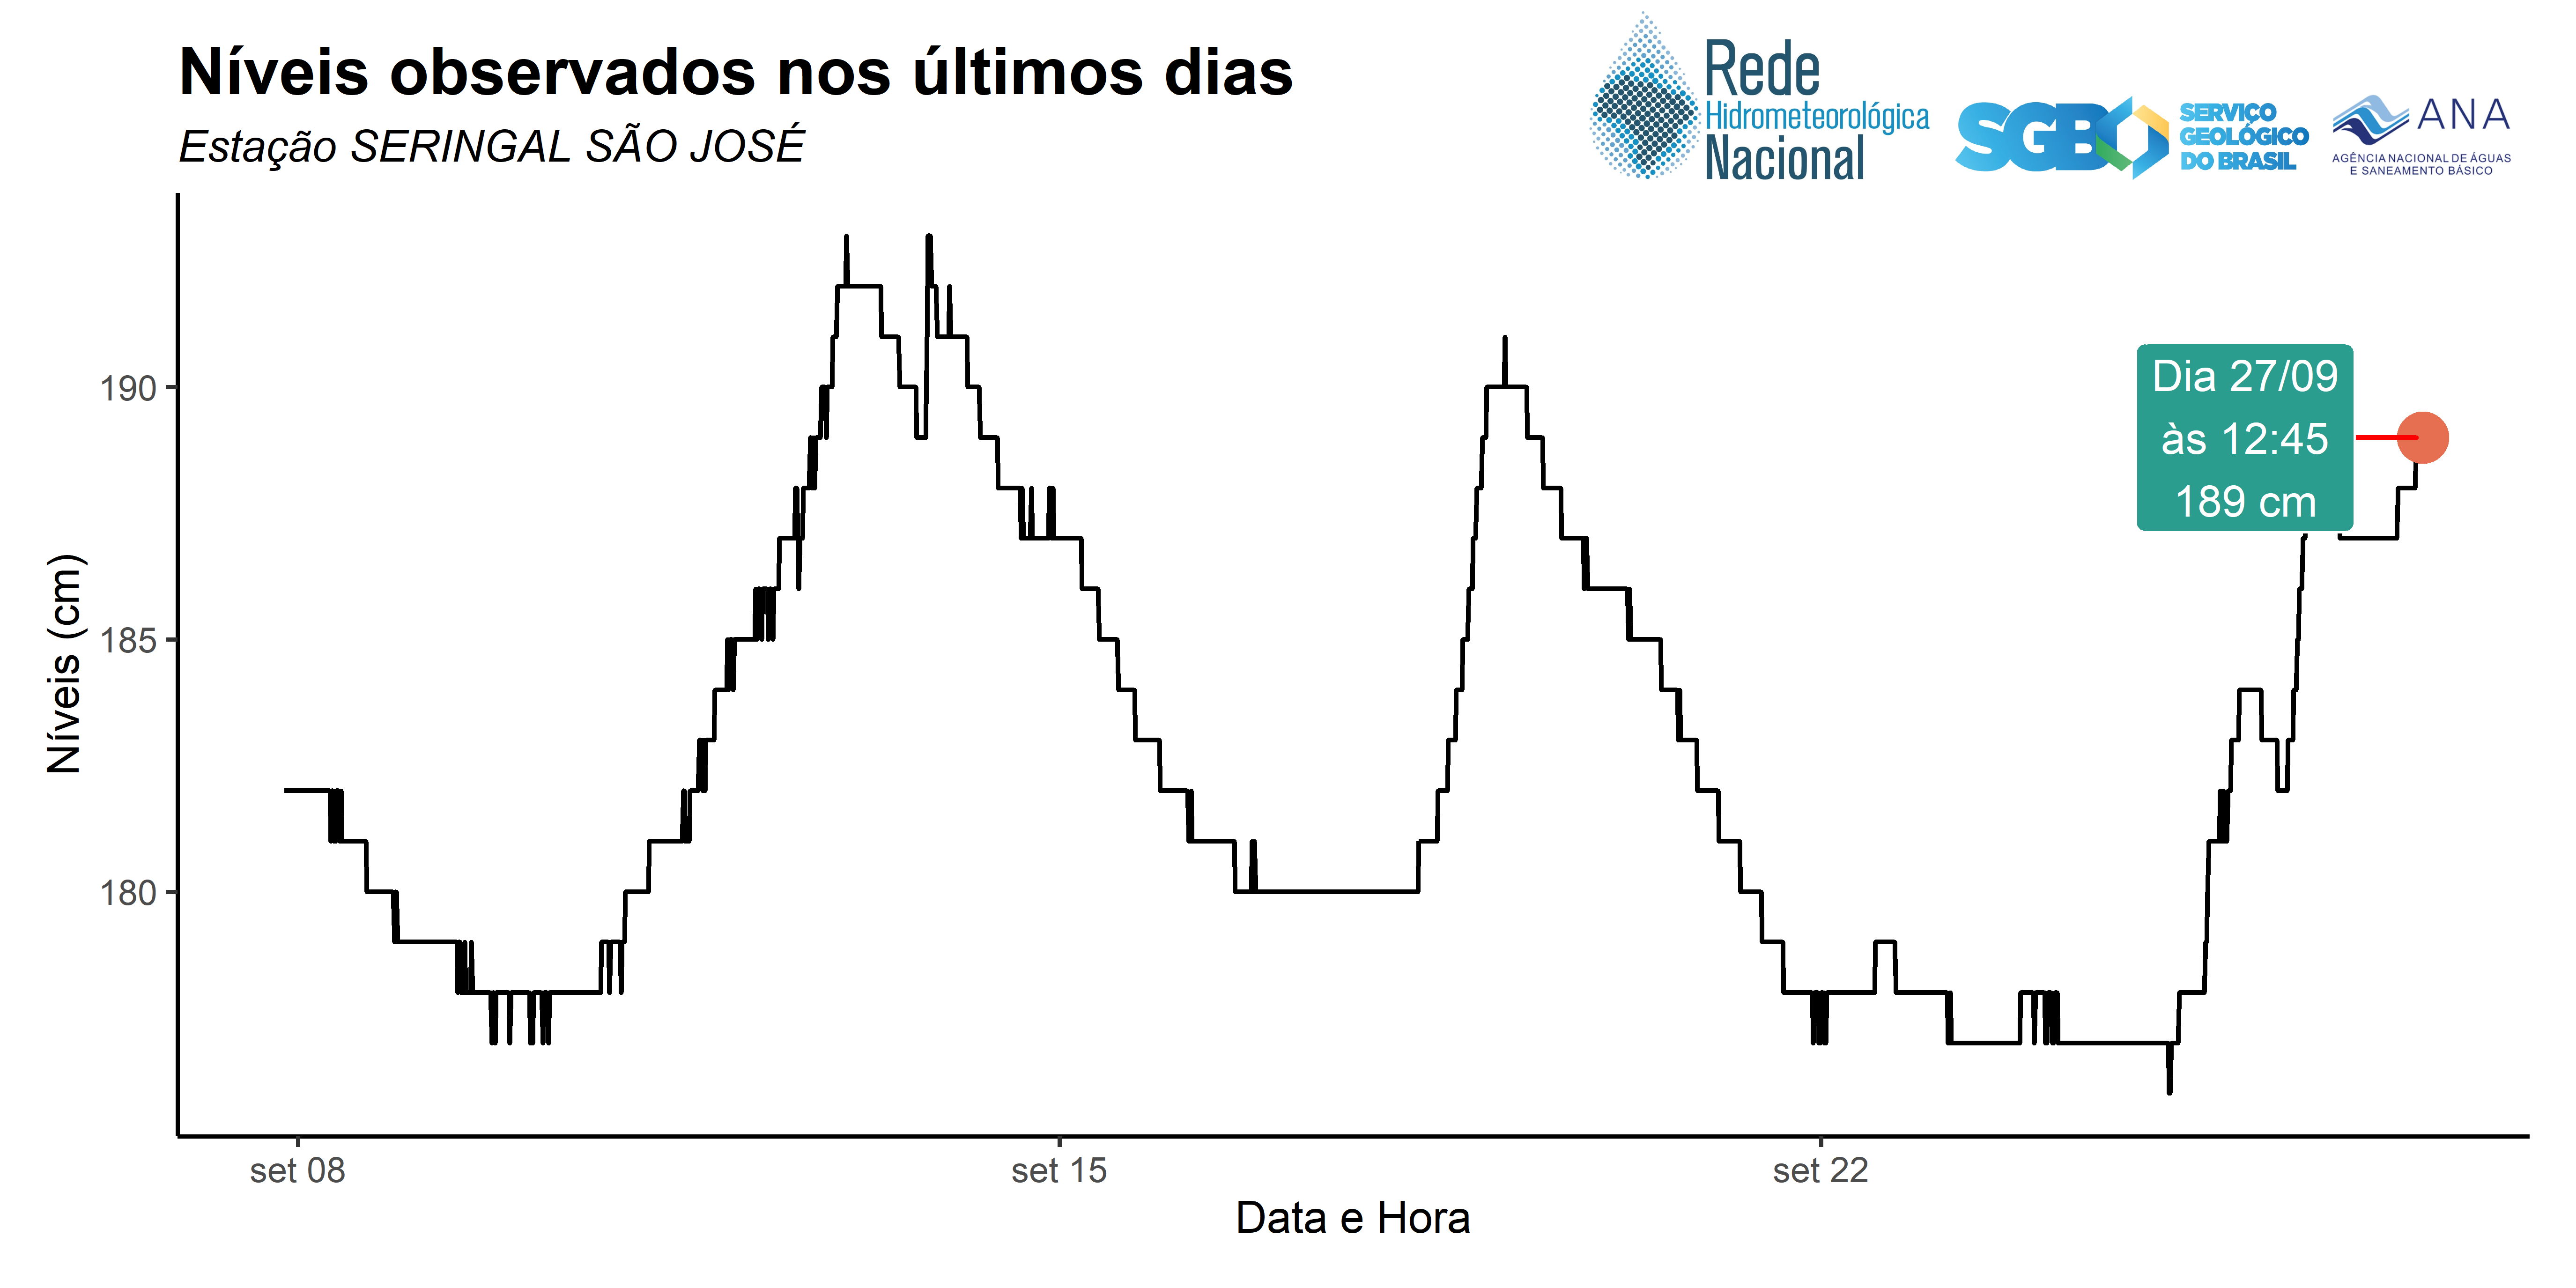 Níveis observados nos últimos dias
Estação SERINGAL SÃO JOSÉ
Rede
Hidrometeorológica
Nacional
SGB
SERVIÇO
GEOLÓGICO
DO BRASIL
ANA
AGÊNCIA NACIONAL DE ÁGUAS
E SANEAMENTO BÁSICO
Níveis (cm)
190
185
180
Dia 27/09
às 12:45
189 cm
set 08
set 15
set 22
Data e Hora